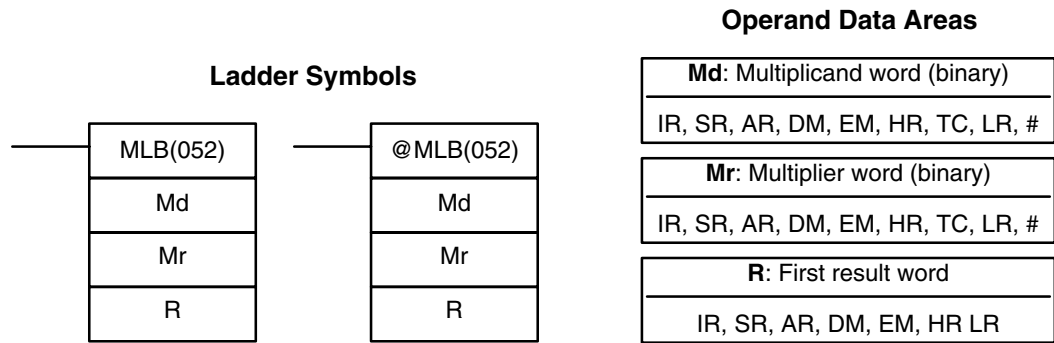 Ladder Symbols
MLB(052)
Md
Mr
R
@MLB(052)
Md
Mr
R
Operand Data Areas
Md: Multiplicand word (binary)
IR, SR, AR, DM, EM, HR, TC, LR, #
Mr: Multiplier word (binary)
IR, SR, AR, DM, EM, HR, TC, LR, #
R: First result word
IR, SR, AR, DM, EM, HR LR